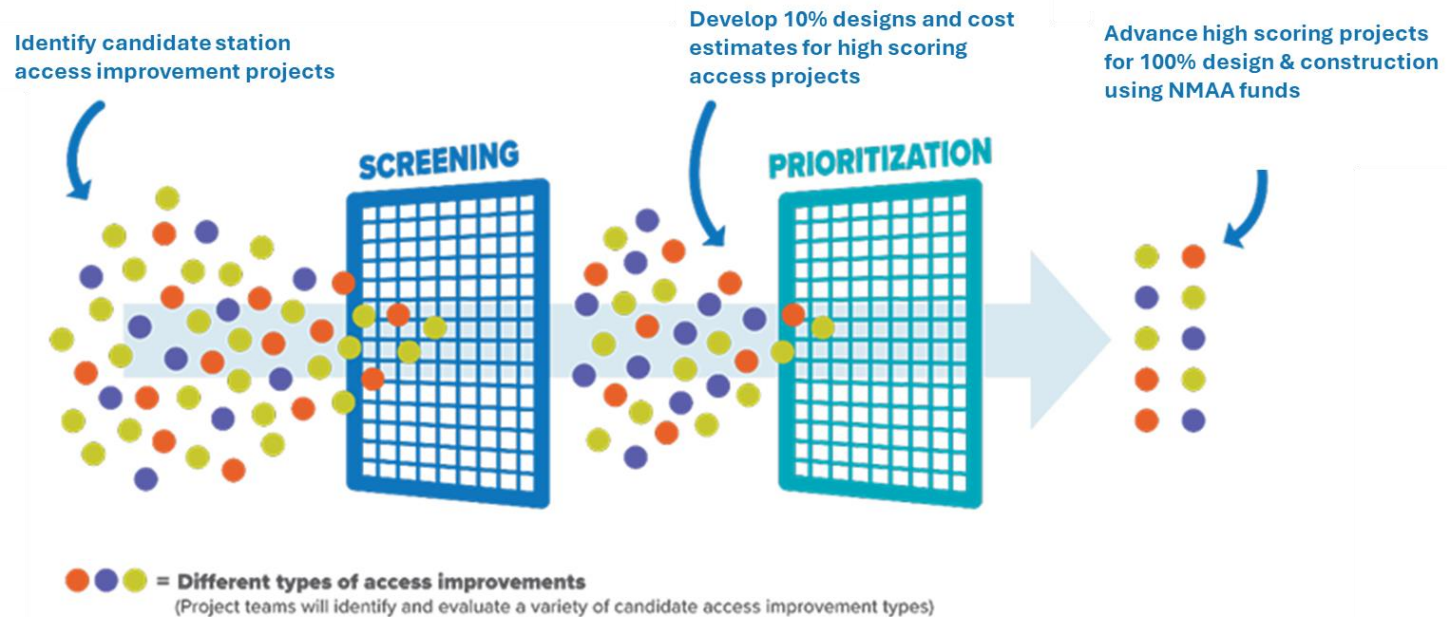 Identify candidate station
access improvement projects
Develop 10% designs and cost
estimates for high scoring
access projects
Advance high scoring projects
for 100% design & construction
using NMAA funds
SCREENING
PRIORITIZATION
= Different types of access improvements
(Project teams will identify and evaluate a variety of candidate access improvement types)